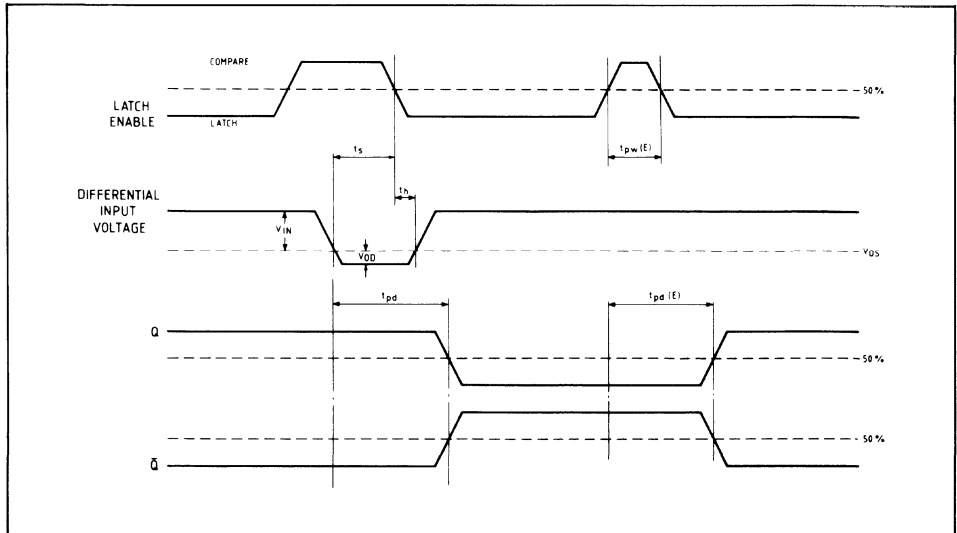 COMPARE
50%
LATCH
ENABLE
LATCH
ts
tpw(E)
th
DIFFERENTIAL
INPUT
VOLTAGE
VIN
VOD
VOS
tpd
tpd(E)
Q
50%
50%
Q̄